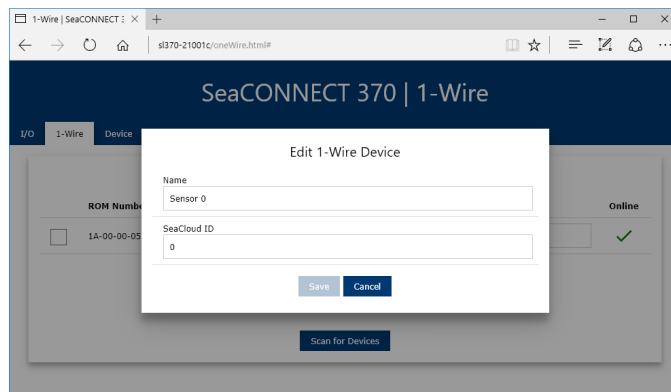 1-Wire | SeaCONNECT :
sl370-21001c/oneWire.html#
SeaCONNECT 370 | 1-Wire
I/O 1-Wire Device
Edit 1-Wire Device
Name
Sensor 0
SeaCloud ID
0
Save Cancel
ROM Numbe Online
1A-00-00-05
Scan for Devices